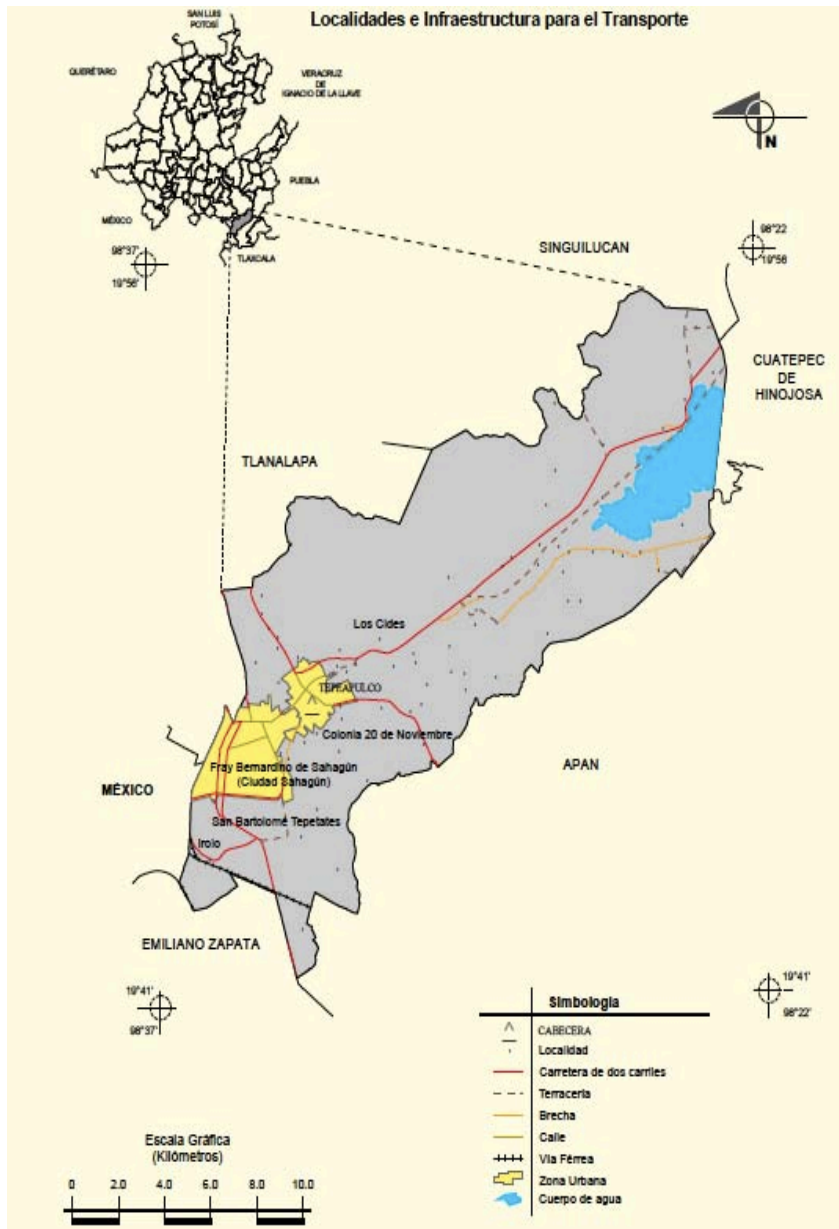 Localidades e Infraestructura para el Transporte
SAN LUIS
POTOSÍ
QUERÉTARO
VERACRUZ
DE
IGNACIO DE LA LLAVE
PUEBLA
MÉXICO
TLAXCALA
N
98°37'
19°56'
98°22
19°56
SINGUILUCAN
CUATEPEC
DE
HINOJOSA
TLANALAPA
Los Cides
TEPEAPULCO
Colonia 20 de Noviembre
Fray Bernardino de Sahagún
(Ciudad Sahagún)
MÉXICO
APAN
San Bartolomé Tepetates
Irolo
EMILIANO ZAPATA
19°41'
98°37'
19°41'
98°22'
Simbología
CABECERA
Localidad
Carretera de dos carriles
Terracería
Brecha
Calle
Vía Férrea
Zona Urbana
Cuerpo de agua
Escala Gráfica
(Kilómetros)
0 2.0 4.0 6.0 8.0 10.0